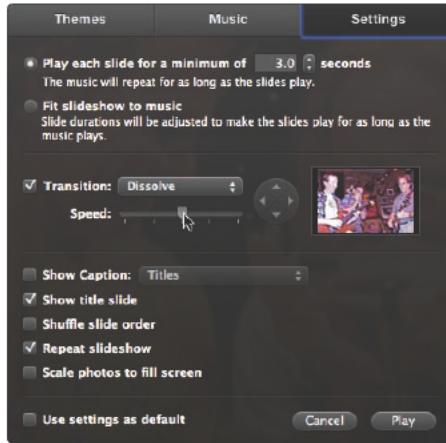 Themes Music Settings
Play each slide for a minimum of 3.0 seconds
The music will repeat for as long as the slides play.
Fit slideshow to music
Slide durations will be adjusted to make the slides play for as long as the
music plays.
Transition: Dissolve
Speed:
Show Caption: Titles
Show title slide
Shuffle slide order
Repeat slideshow
Scale photos to fill screen
Use settings as default Cancel Play